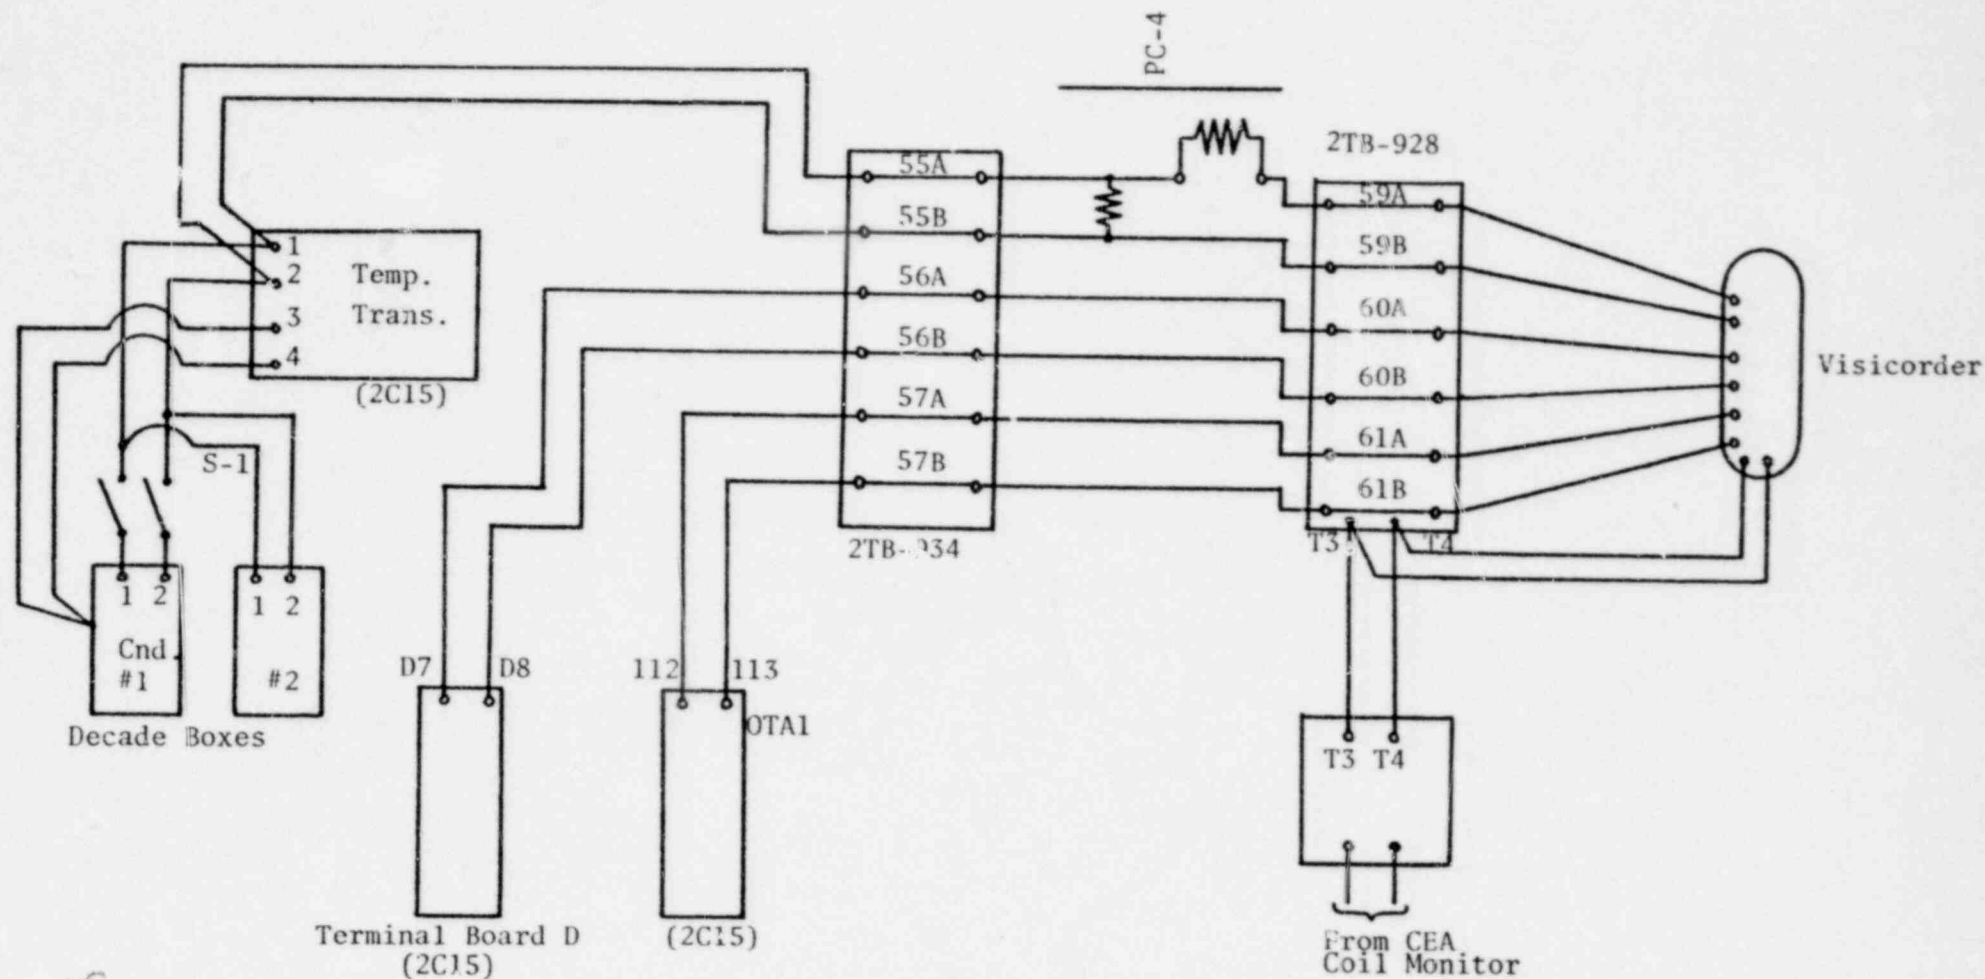 PC-4
2TB-928
55A
55B
56A
56B
57A
57B
59A
59B
60A
60B
61A
61B
1
2
3
4
Temp.
Trans.
(2C15)
Visicorder
S-1
T3
T4
1 2
Cnd.
#1
1 2
#2
Decade Boxes
D7
D8
112
113
OTA1
T3 T4
Terminal Board D
(2C15)
(2C15)
From CEA
Coil Monitor